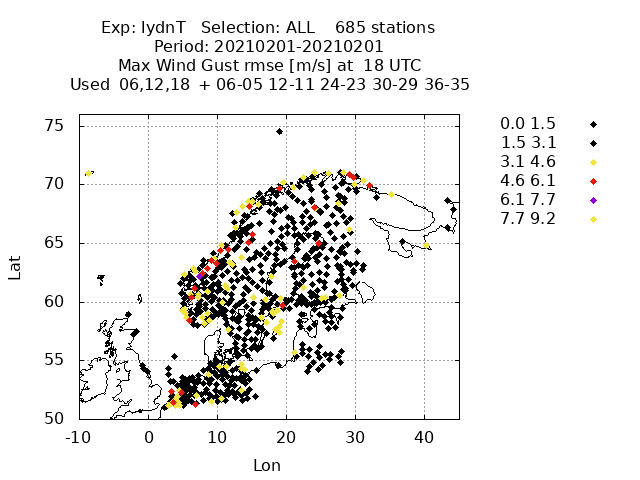 Exp: lydnT Selection: ALL 685 stations
Period: 20210201-20210201
Max Wind Gust rmse [m/s] at 18 UTC
Used 06,12,18 + 06-05 12-11 24-23 30-29 36-35
0.0 1.5
1.5 3.1
3.1 4.6
4.6 6.1
6.1 7.7
7.7 9.2
75
70
65
60
55
50
Lat
-10 0 10 20 30 40
Lon